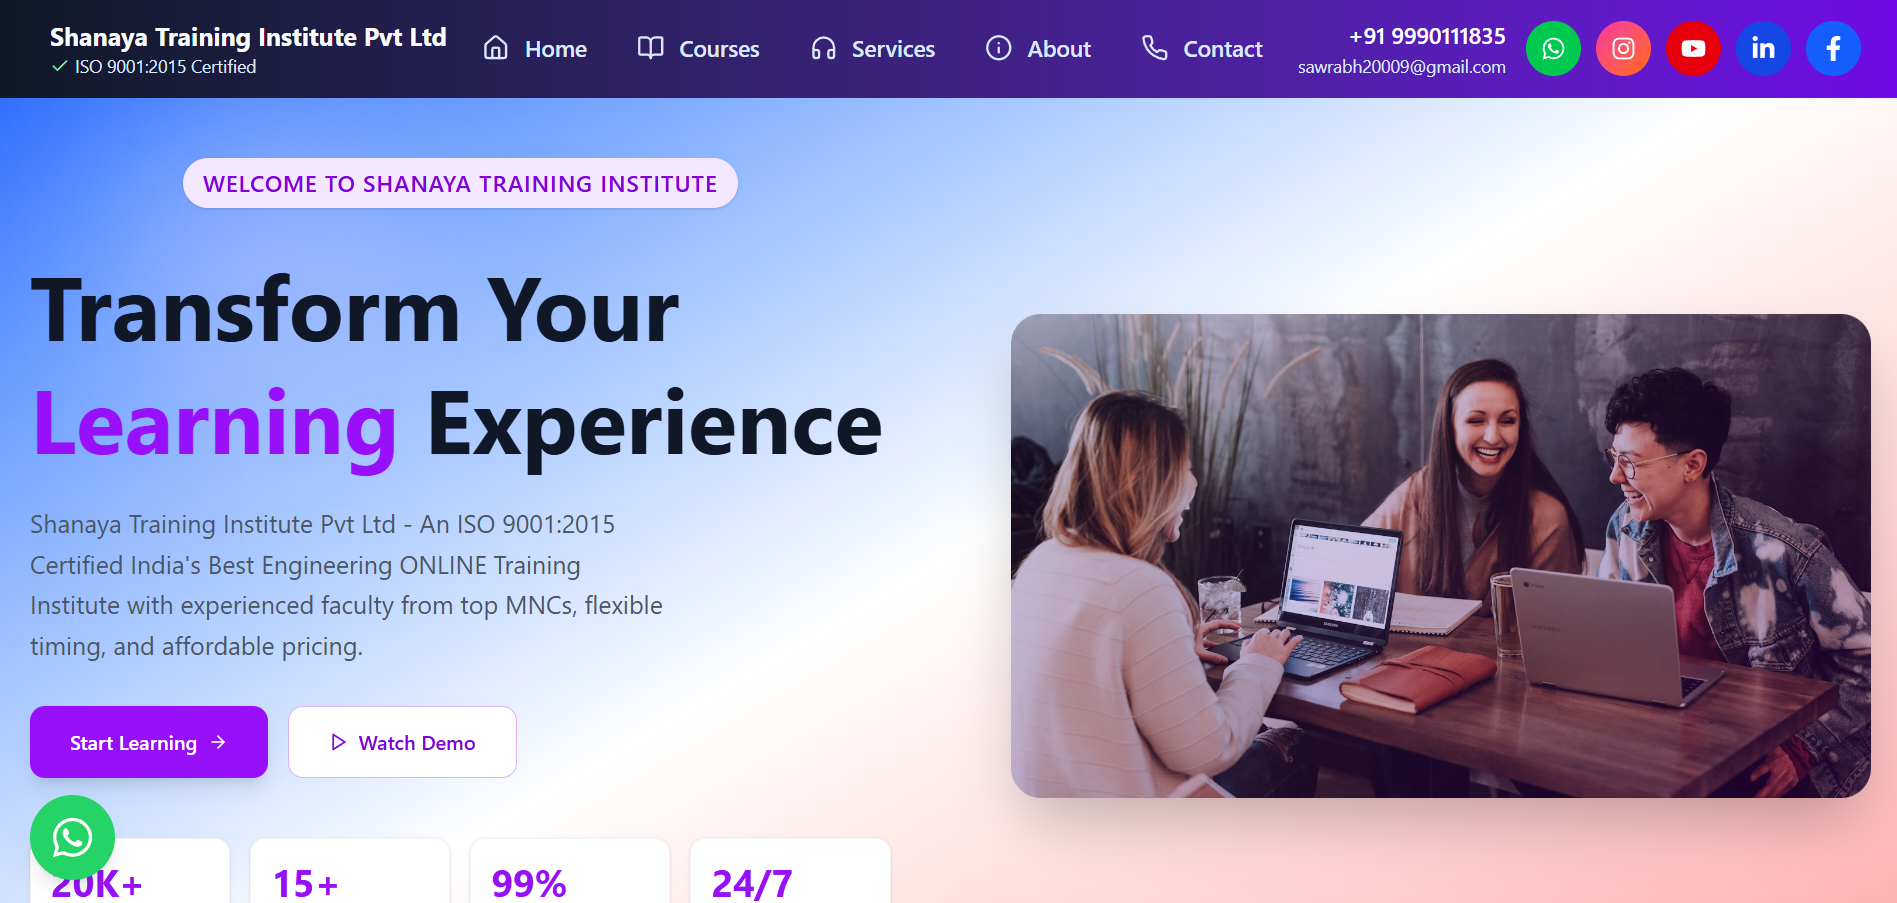 Shanaya Training Institute Pvt Ltd
ISO 9001:2015 Certified
Home
Courses
Services
About
Contact
+91 9990111835
sawrabh20009@gmail.com
WELCOME TO SHANAYA TRAINING INSTITUTE
Transform Your
Learning Experience
Shanaya Training Institute Pvt Ltd - An ISO 9001:2015
Certified India's Best Engineering ONLINE Training
Institute with experienced faculty from top MNCs, flexible
timing, and affordable pricing.
Start Learning
Watch Demo
20K+
15+
99%
24/7